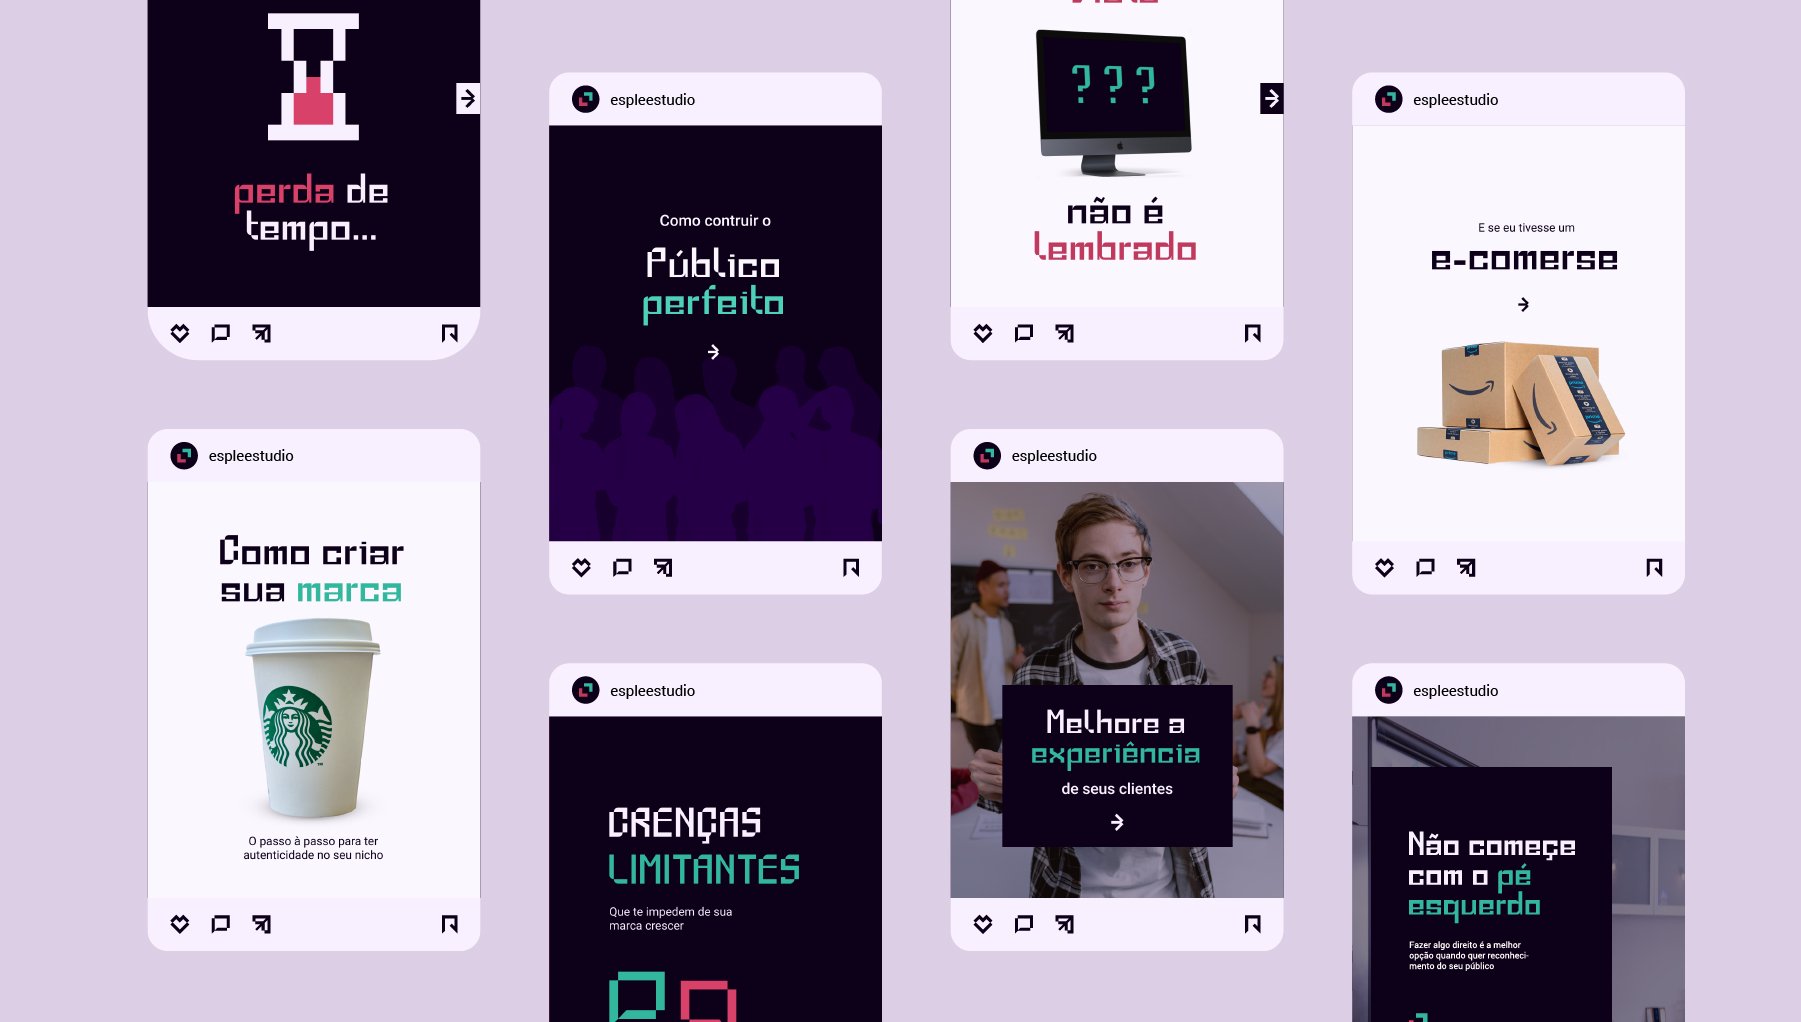 perda de
tempo...
espleestudio
Como criar
sua marca
O passo à passo para ter
autenticidade no seu nicho
espleestudio
Como contruir o
Público
perfeito
espleestudio
CRENÇAS
LIMITANTES
Que te impedem de sua
marca crescer
???
não é
lembrado
espleestudio
Melhore a
experiência
de seus clientes
espleestudio
E se eu tivesse um
e-comerse
espleestudio
Não começe
com o pé
esquerdo
Fazer algo direito é a melhor
opção quando quer reconheci-
mento do seu público